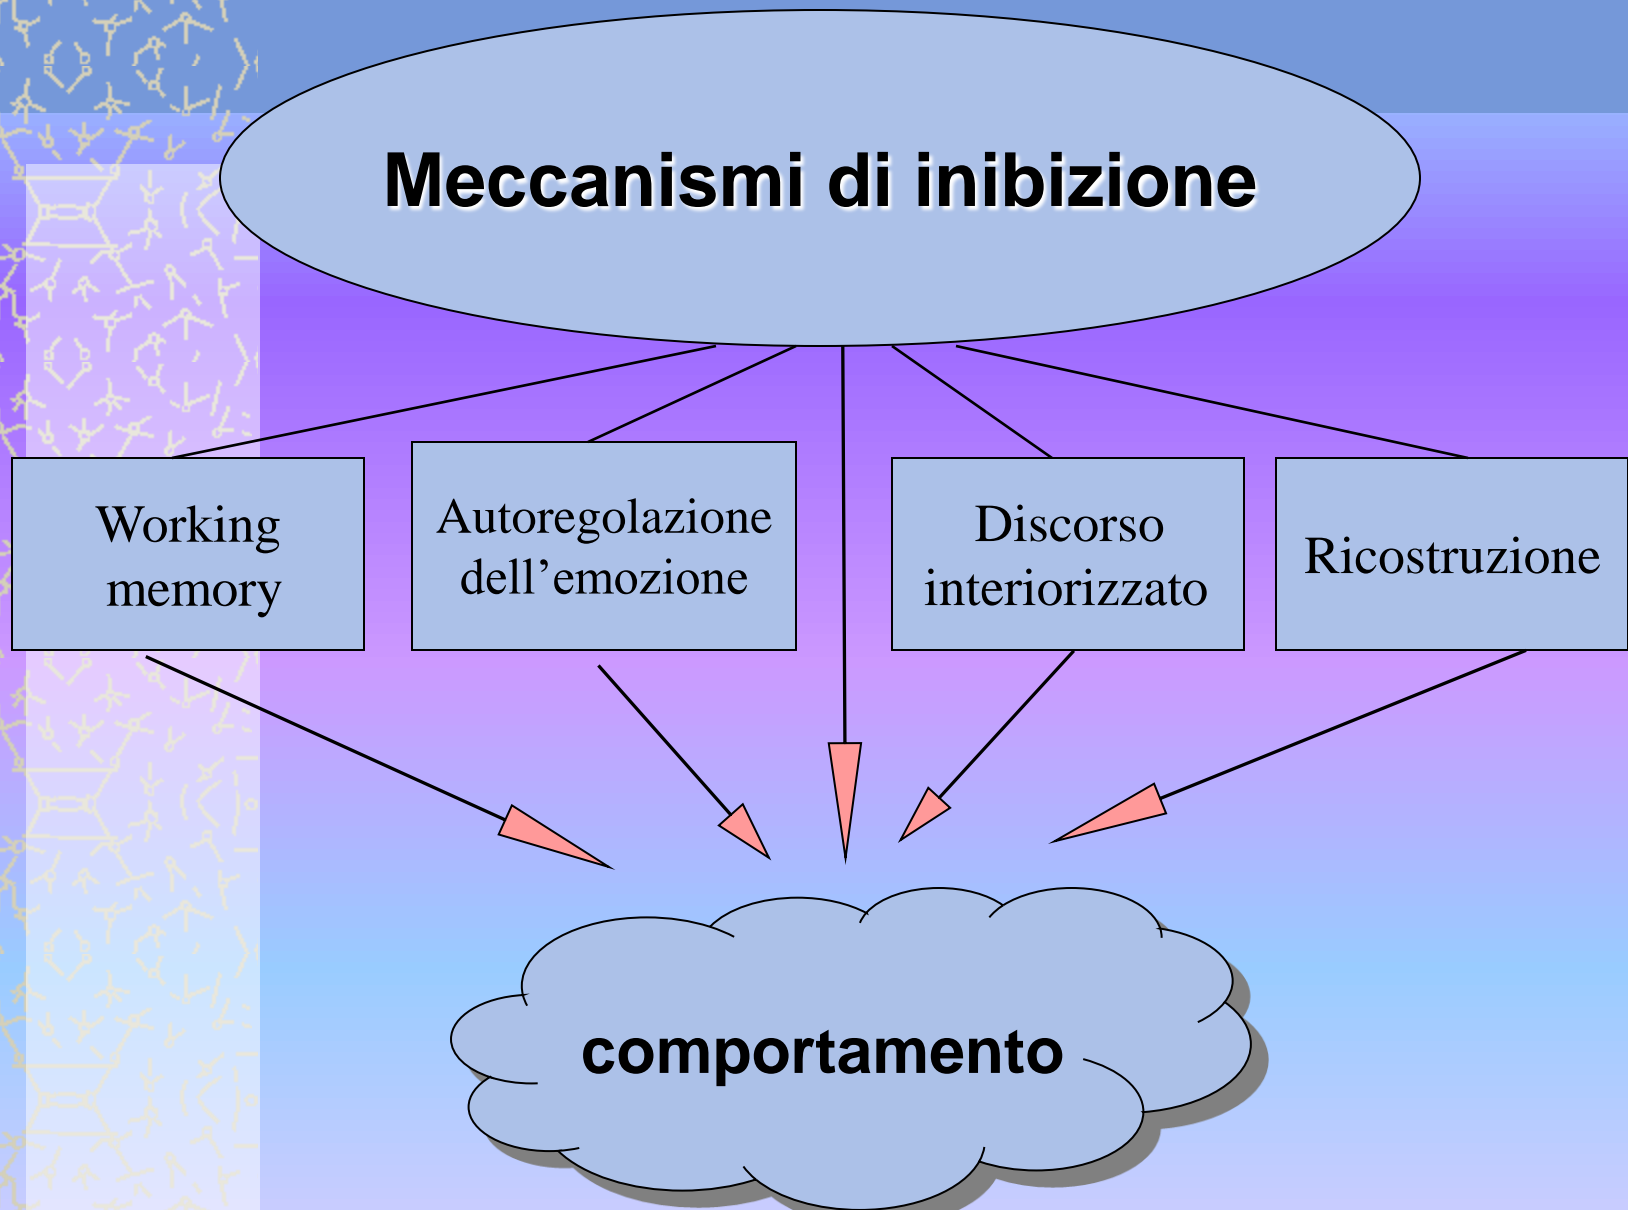 Meccanismi di inibizione
Working
memory
Autoregolazione
dell’emozione
Discorso
interiorizzato
Ricostruzione
comportamento